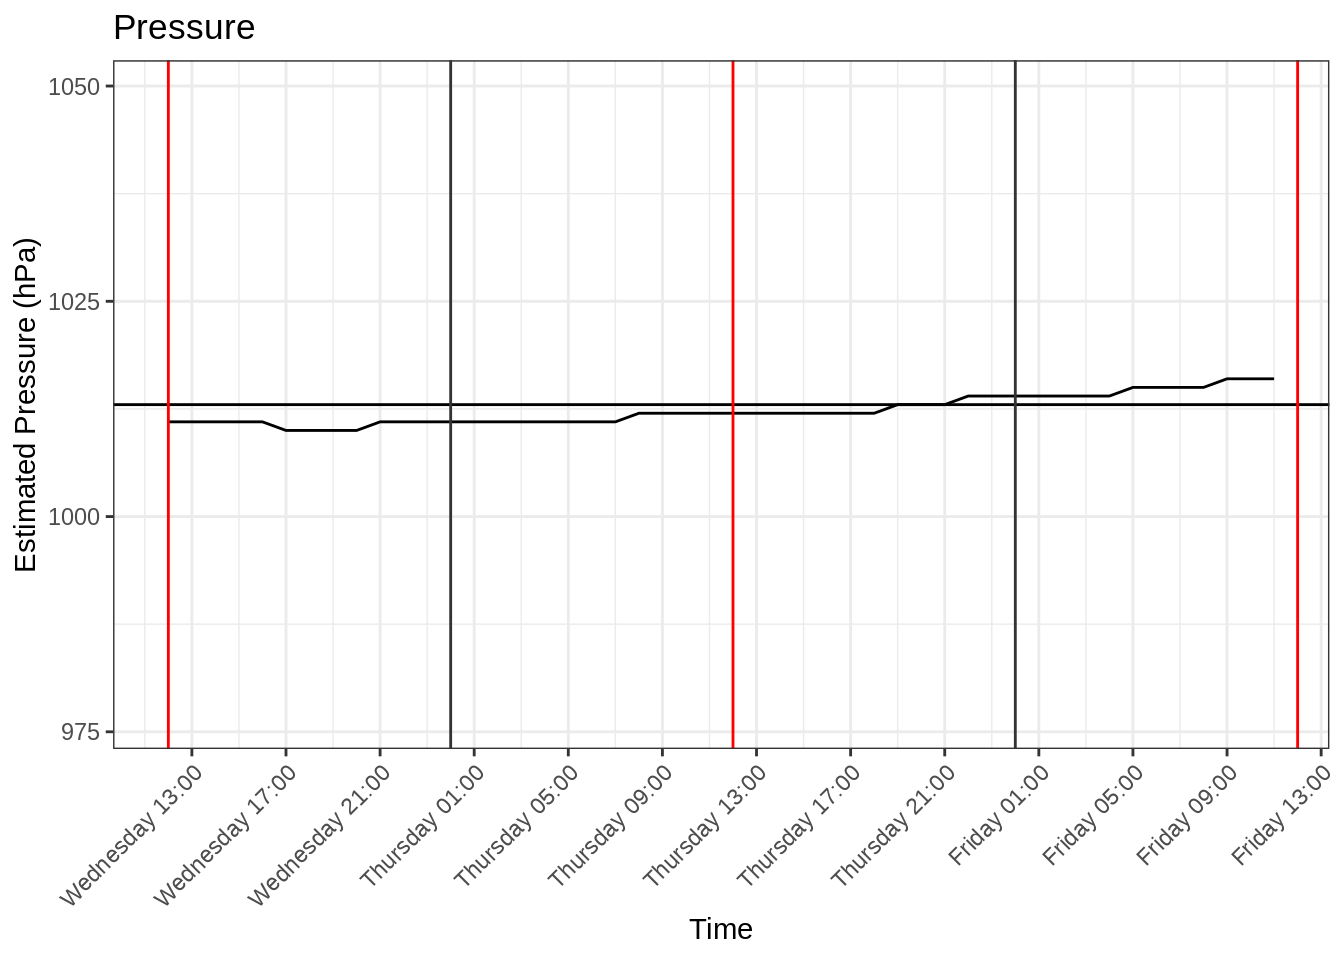 Pressure
Estimated Pressure (hPa)
1050
1025
1000
975
Wednesday 13:00
Wednesday 17:00
Wednesday 21:00
Thursday 01:00
Thursday 05:00
Thursday 09:00
Thursday 13:00
Thursday 17:00
Thursday 21:00
Friday 01:00
Friday 05:00
Friday 09:00
Friday 13:00
Time